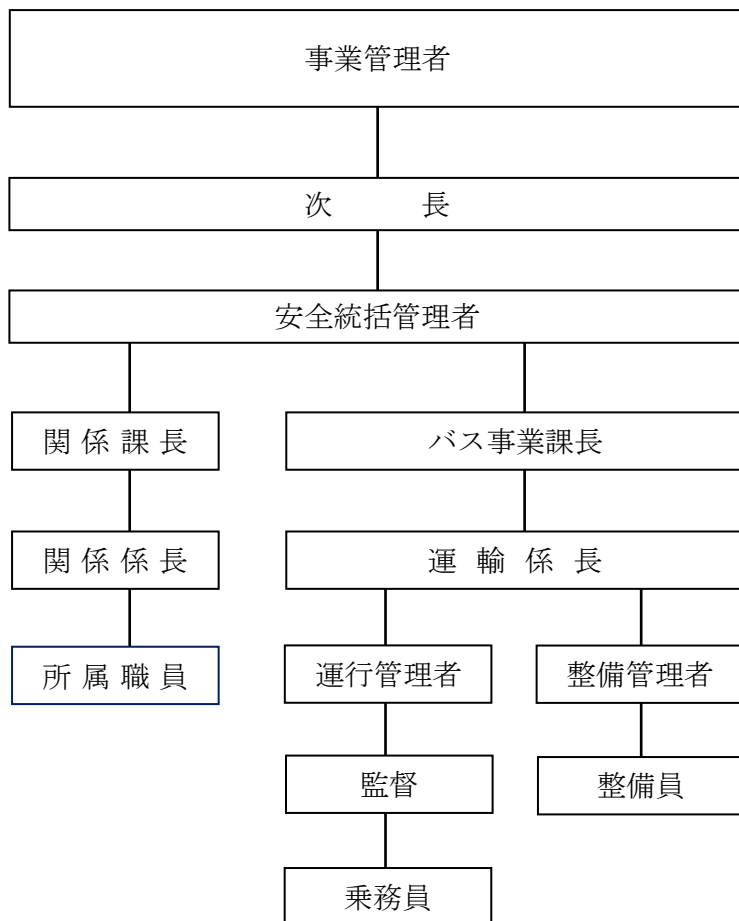 事業管理者
次　　長
安全統括管理者
関 係 課 長
バス事業課長
関 係 係 長
運 輸 係 長
所 属 職 員
運行管理者
整備管理者
監督
整備員
乗務員